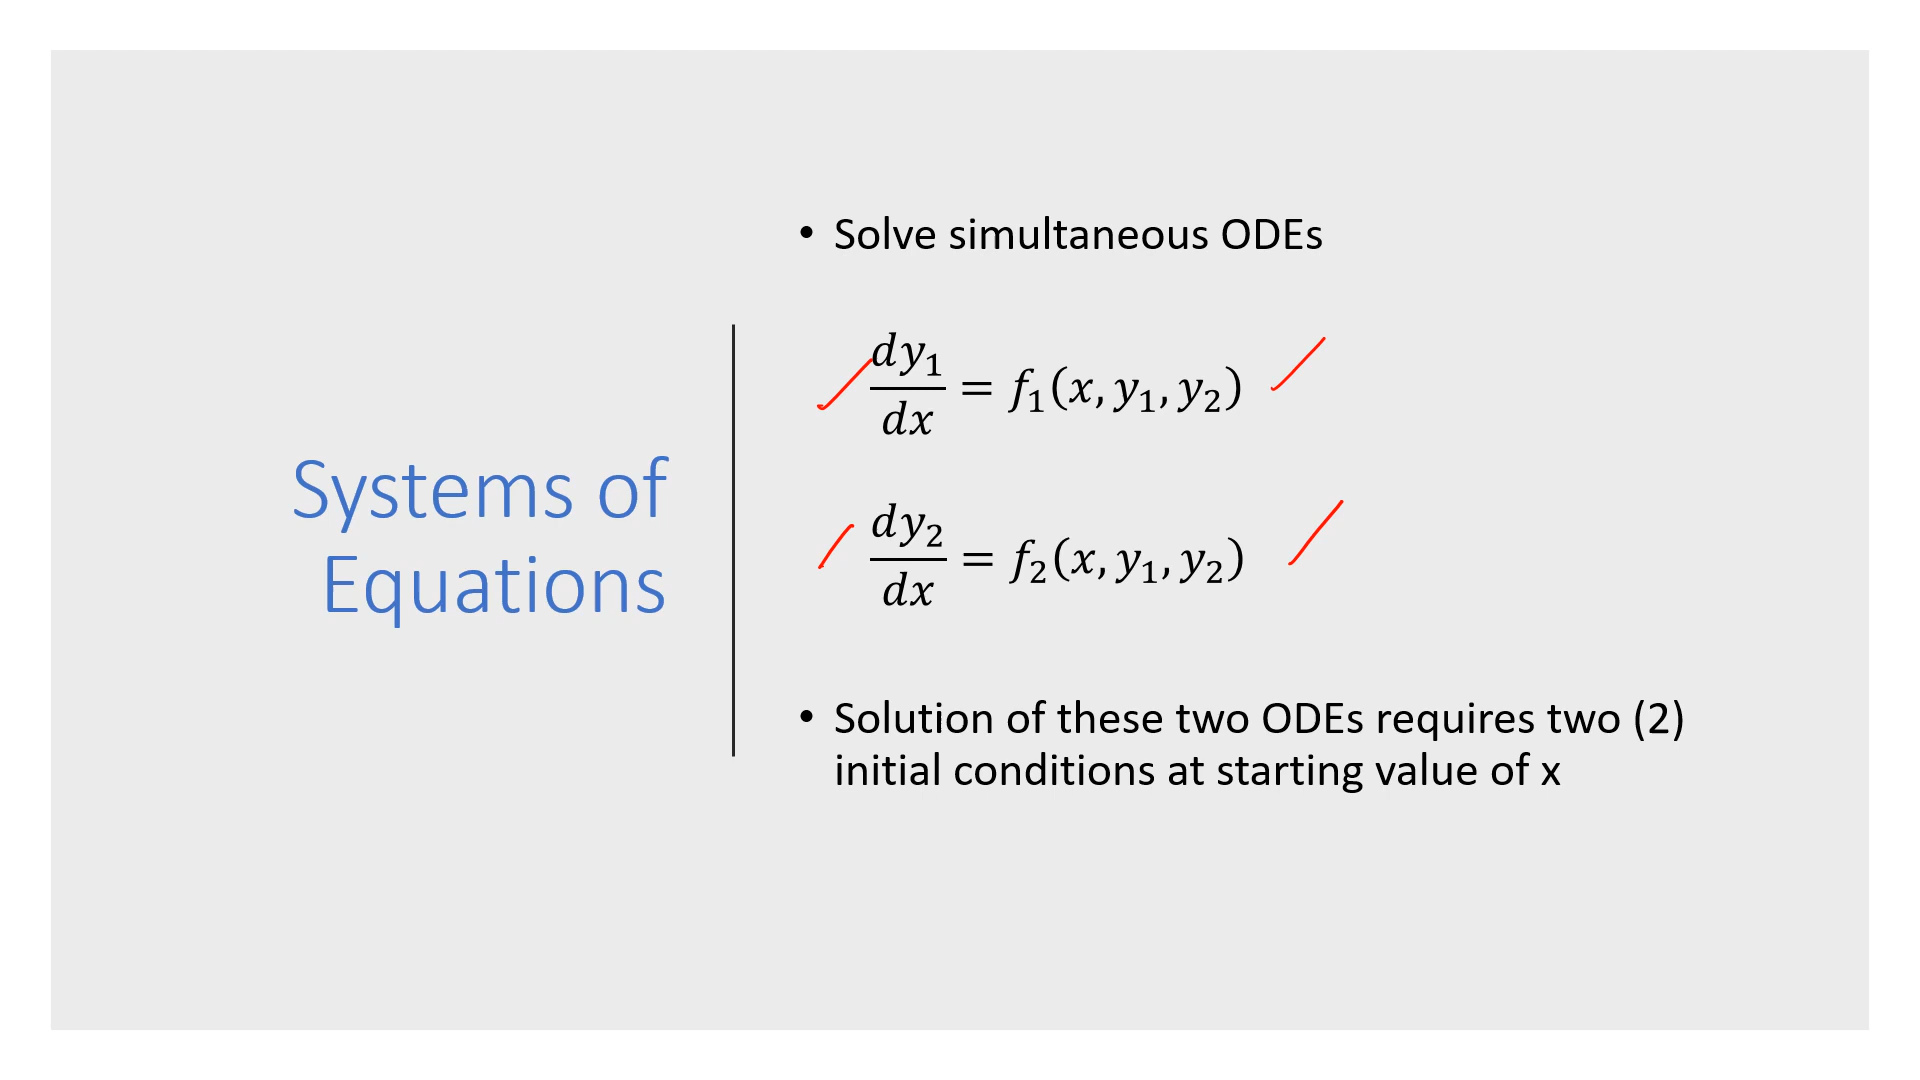 Systems of
Equations
• Solve simultaneous ODEs
dy₁/dx = f₁(x, y₁, y₂)
dy₂/dx = f₂(x, y₁, y₂)
• Solution of these two ODEs requires two (2)
initial conditions at starting value of x